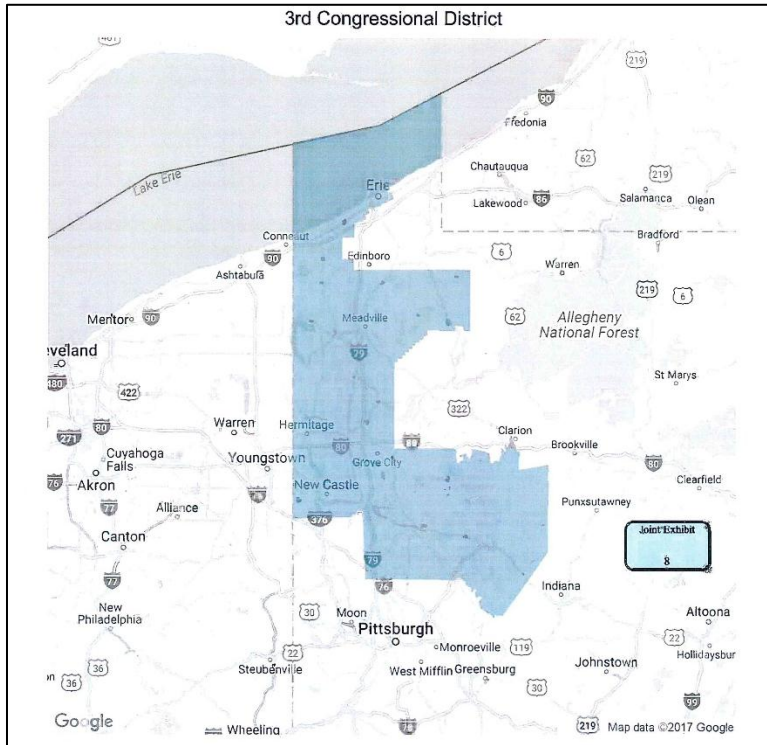 3rd Congressional District
401
219
90
Fredonia
Chautauqua
62
219
Lake Erie
Erie
Lakewood
86
Salamanca
Olean
Conneaut
Bradford
90
Edinboro
6
Warren
Ashtabula
219
6
Mentor
90
Meadville
62
Allegheny
National Forest
eveland
79
480
422
St Marys
322
Warren
Hermitage
Clarion
80
271
80
80
Brookville
Cuyahoga
Falls
Youngstown
Grove City
80
76
Akron
New Castle
Clearfield
77
Alliance
376
Punxsutawney
Canton
Joint Exhibit
8
79
77
76
Indiana
New
Philadelphia
30
Moon
Altoona
Pittsburgh
22
36
22
Monroeville
119
Hollidaysbur
on
36
Steubenville
West Mifflin
Greensburg
Johnstown
30
99
Google
Wheeling
219
Map data ©2017 Google